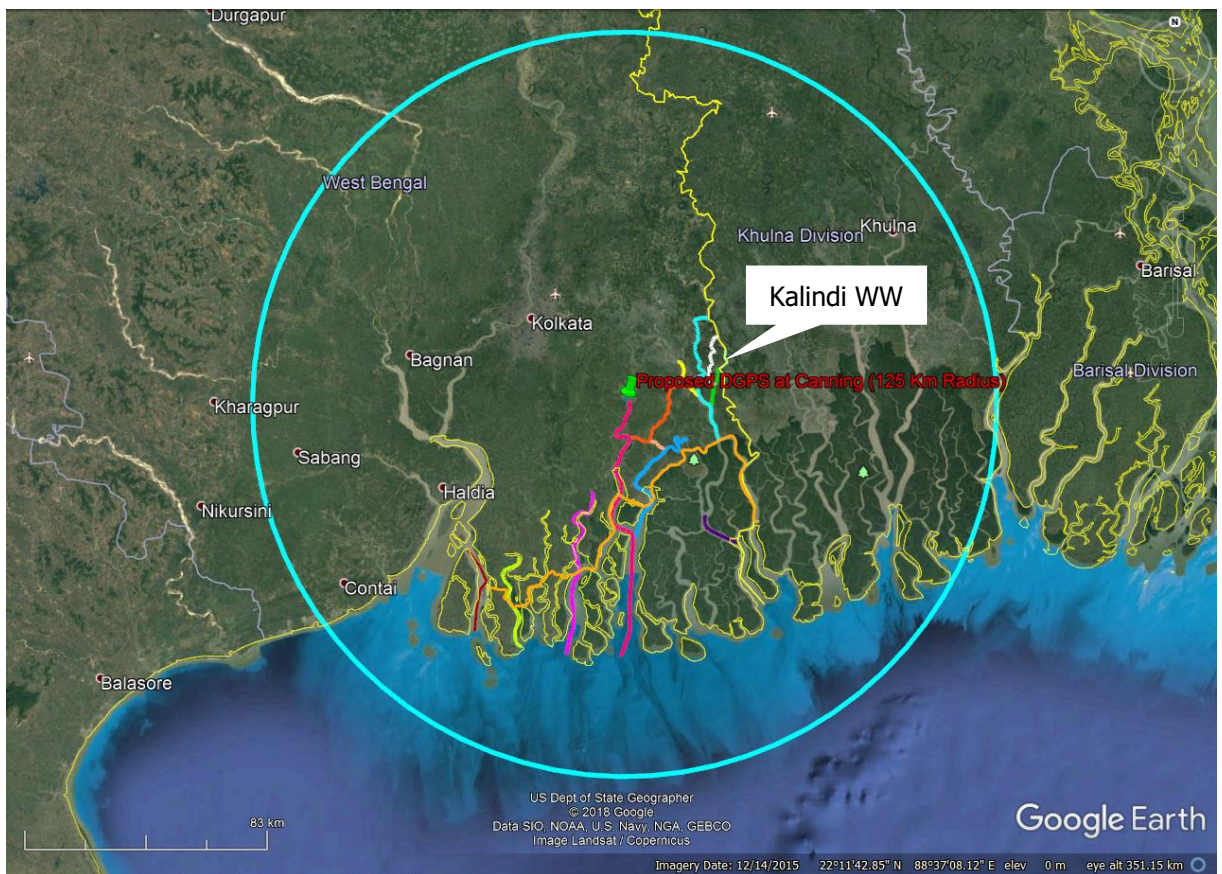 Durgapur
N
West Bengal
Khulna
Khulna Division
Barisal
Kalindi WW
Kolkata
Bagnan
Proposed DGPS at Canning (125 Km Radius)
Barisal Division
Kharagpur
Sabang
Haldia
Nikursini
Contai
Balasore
US Dept of State Geographer
© 2018 Google
Data SIO, NOAA, U.S. Navy, NGA, GEBCO
Image Landsat / Copernicus
83 km
Google Earth
Imagery Date: 12/14/2015 22°11'42.85" N 88°37'08.12" E elev 0 m eye alt 351.15 km